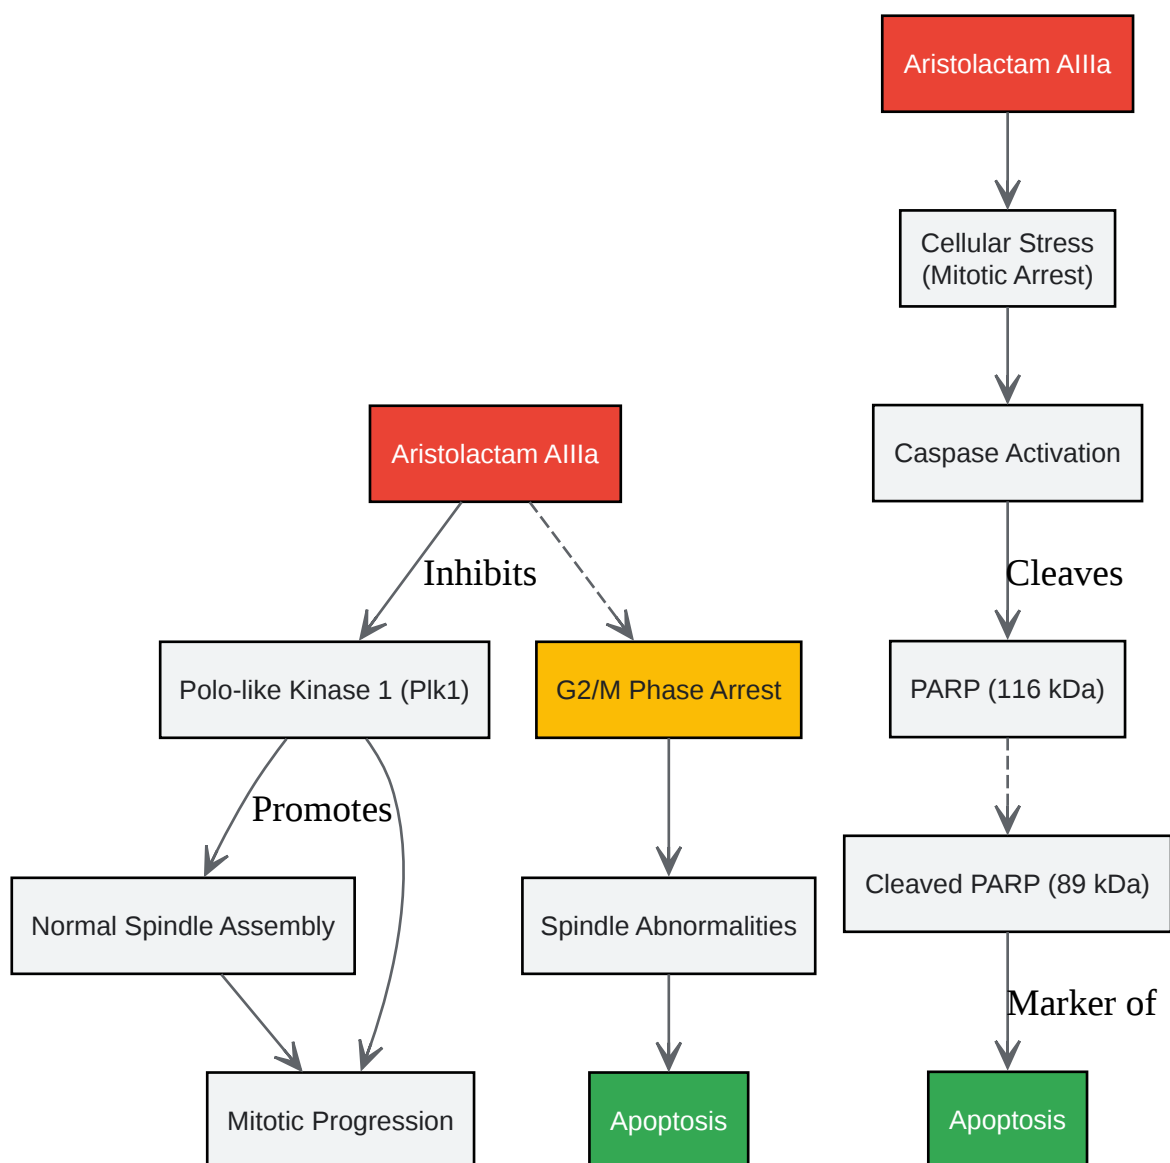 Aristolactam AIIIa
Cellular Stress
(Mitotic Arrest)
Aristolactam AIIIa
Caspase Activation
Inhibits
Cleaves
Polo-like Kinase 1 (Plk1)
G2/M Phase Arrest
PARP (116 kDa)
Promotes
Normal Spindle Assembly
Spindle Abnormalities
Cleaved PARP (89 kDa)
Marker of
Mitotic Progression
Apoptosis
Apoptosis